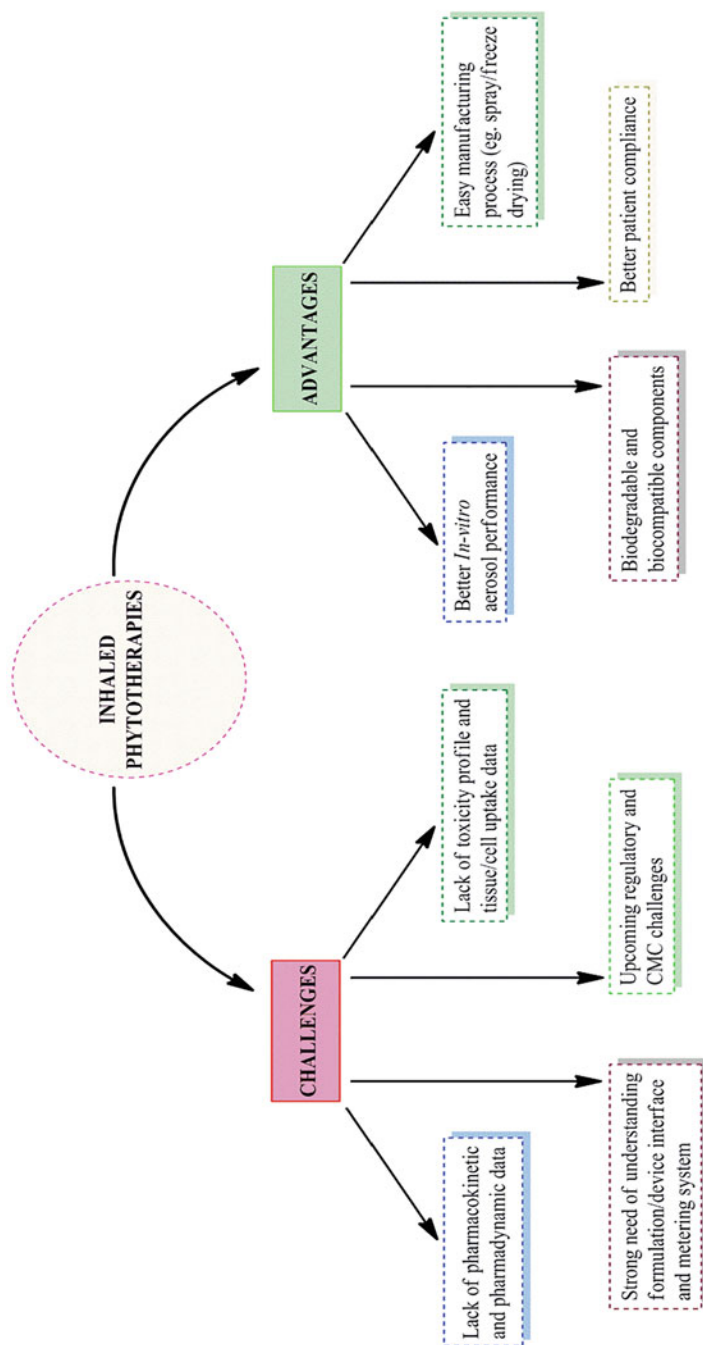 INHALED
PHYTOTHERAPIES
CHALLENGES
ADVANTAGES
Lack of pharmacokinetic
and pharmadynamic data
Lack of toxicity profile and
tissue/cell uptake data
Better In-vitro
aerosol performance
Easy manufacturing
process (eg. spray/freeze
drying)
Strong need of understanding
formulation/device interface
and metering system
Upcoming regulatory and
CMC challenges
Biodegradable and
biocompatible components
Better patient compliance